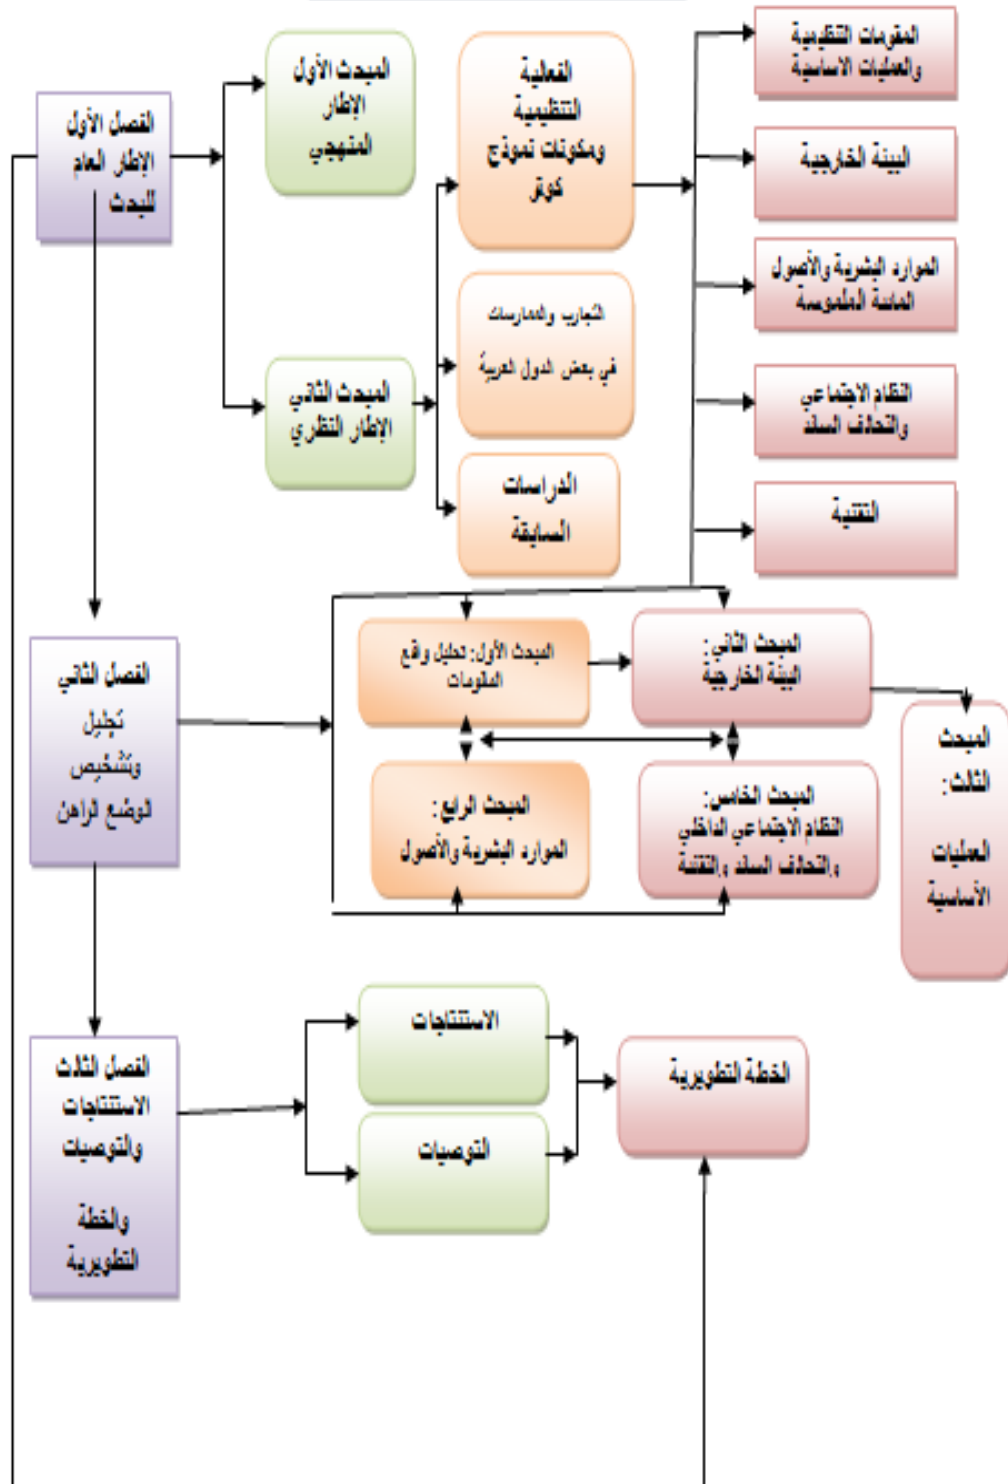 الفصل الأول
الإطار العام
للبحث
المبحث الأول
الإطار
المنهجي
المبحث الثاني
الإطار النظري
الفعالية
التنظيمية
ومكونات نموذج
كوتر
التجارب والممارسات
في بعض الدول العربية
الدراسات
السابقة
المقومات التنظيمية
والعمليات الاساسية
البيئة الخارجية
الموارد البشرية والأصول
الملموسة
النظام الاجتماعي
والتحالف السائد
التقنية
الفصل الثاني
تحليل
وتشخيص
الوضع الراهن
المبحث الأول: تحليل واقع
المقومات
المبحث الثاني:
البيئة الخارجية
المبحث
الثالث:
العمليات
الأساسية
المبحث الرابع:
الموارد البشرية والأصول
المبحث الخامس:
النظام الاجتماعي الداخلي
والتحالف السائد والتقنية
الفصل الثالث
الاستنتاجات
والتوصيات
والخطة
التطويرية
الاستنتاجات
التوصيات
الخطة التطويرية